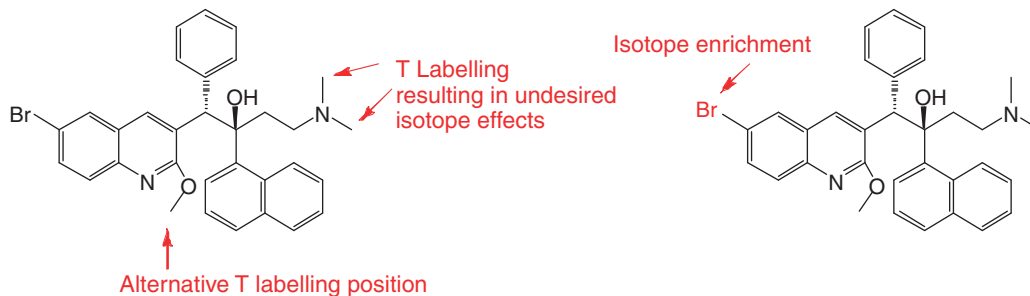 T Labelling
resulting in undesired
isotope effects
OH
N
Br
N
O
Alternative T labelling position
Isotope enrichment
OH
N
Br
N
O